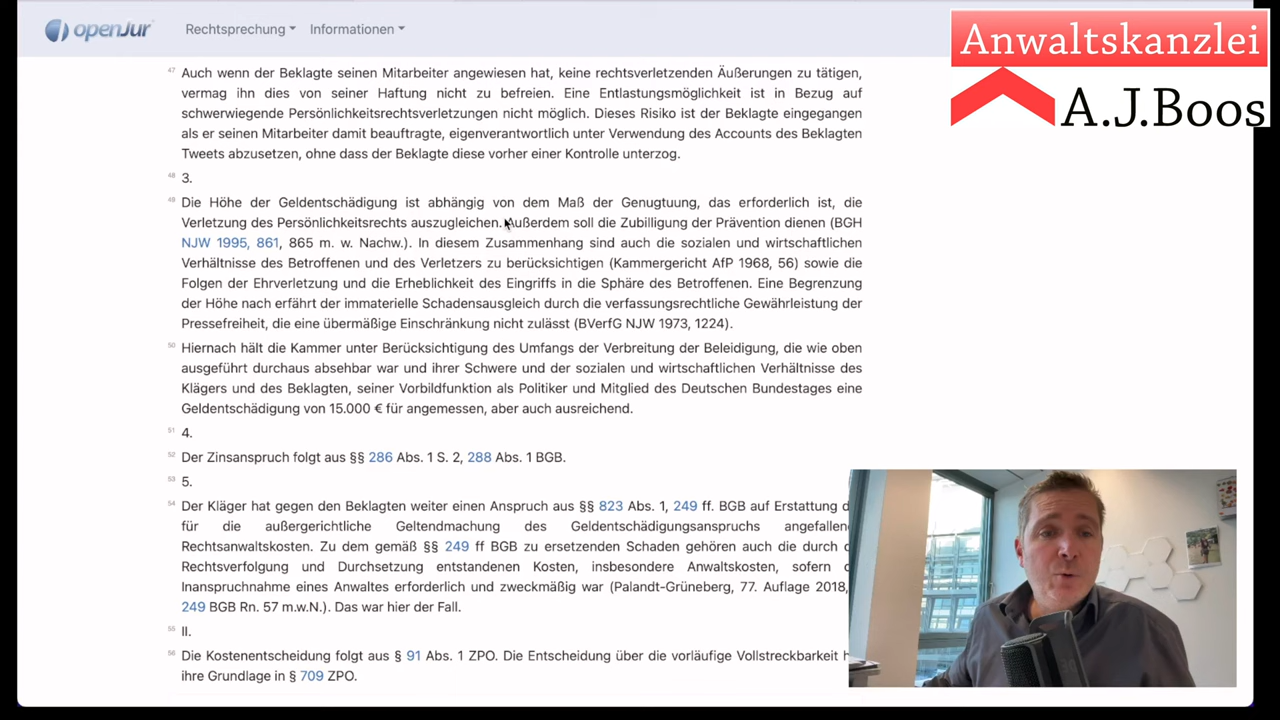 openJur
Rechtsprechung Informationen
Anwaltskanzlei
A.J.Boos
47 Auch wenn der Beklagte seinen Mitarbeiter angewiesen hat, keine rechtsverletzenden Äußerungen zu tätigen,
vermag ihn dies von seiner Haftung nicht zu befreien. Eine Entlastungsmöglichkeit ist in Bezug auf
schwerwiegende Persönlichkeitsrechtsverletzungen nicht möglich. Dieses Risiko ist der Beklagte eingegangen
als er seinen Mitarbeiter damit beauftragte, eigenverantwortlich unter Verwendung des Accounts des Beklagten
Tweets abzusetzen, ohne dass der Beklagte diese vorher einer Kontrolle unterzog.
48 3.
49 Die Höhe der Geldentschädigung ist abhängig von dem Maß der Genugtuung, das erforderlich ist, die
Verletzung des Persönlichkeitsrechts auszugleichen. Außerdem soll die Zubilligung der Prävention dienen (BGH
NJW 1995, 861, 865 m. w. Nachw.). In diesem Zusammenhang sind auch die sozialen und wirtschaftlichen
Verhältnisse des Betroffenen und des Verletzers zu berücksichtigen (Kammergericht AfP 1968, 56) sowie die
Folgen der Ehrverletzung und die Erheblichkeit des Eingriffs in die Sphäre des Betroffenen. Eine Begrenzung
der Höhe nach erfährt der immaterielle Schadensausgleich durch die verfassungsrechtliche Gewährleistung der
Pressefreiheit, die eine übermäßige Einschränkung nicht zulässt (BVerfG NJW 1973, 1224).
50 Hiernach hält die Kammer unter Berücksichtigung des Umfangs der Verbreitung der Beleidigung, die wie oben
ausgeführt durchaus absehbar war und ihrer Schwere und der sozialen und wirtschaftlichen Verhältnisse des
Klägers und des Beklagten, seiner Vorbildfunktion als Politiker und Mitglied des Deutschen Bundestages eine
Geldentschädigung von 15.000 € für angemessen, aber auch ausreichend.
51 4.
52 Der Zinsanspruch folgt aus §§ 286 Abs. 1 S. 2, 288 Abs. 1 BGB.
53 5.
54 Der Kläger hat gegen den Beklagten weiter einen Anspruch aus §§ 823 Abs. 1, 249 ff. BGB auf Erstattung
für die außergerichtliche Geltendmachung des Geldentschädigungsanspruchs
Rechtsanwaltskosten. Zu dem gemäß §§ 249 ff BGB zu ersetzenden Schaden gehören auch die durch
Rechtsverfolgung und Durchsetzung entstandenen Kosten, insbesondere Anwaltskosten, sofern
Inanspruchnahme eines Anwaltes erforderlich und zweckmäßig war (Palandt-Grüneberg, 77. Auflage 2018,
249 BGB Rn. 57 m.w.N.). Das war hier der Fall.
55 II.
56 Die Kostenentscheidung folgt aus § 91 Abs. 1 ZPO. Die Entscheidung über die vorläufige Vollstreckbarkeit
ihre Grundlage in § 709 ZPO.